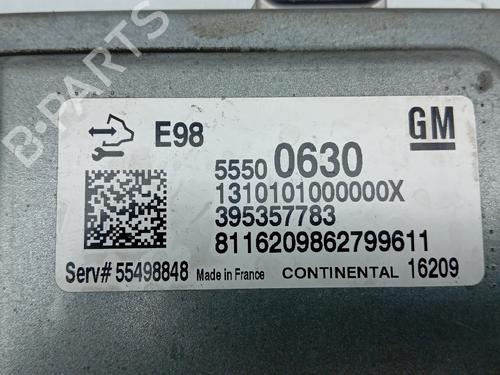 B-PARTS
E98
GM
5550 0630
1310101000000X
395357783
8116209862799611
Serv# 55498848 Made in France CONTINENTAL 16209